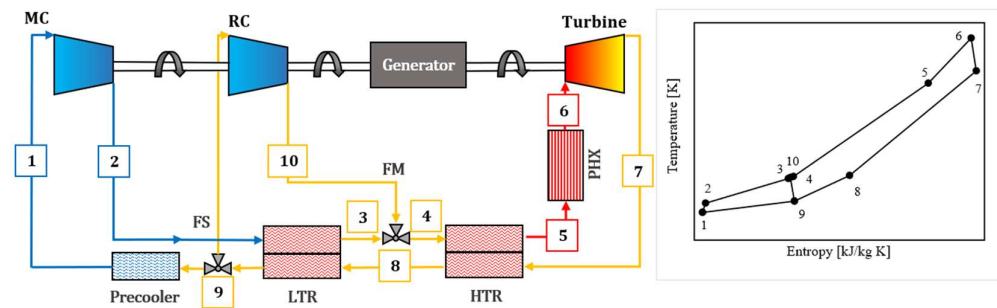 MC
RC
Turbine
Generator
6
1
2
10
7
FM
PHX
FS
3
4
5
8
9
Precooler
LTR
HTR
Temperature [K]
6
5
7
3
10
4
8
2
9
1
Entropy [kJ/kg K]